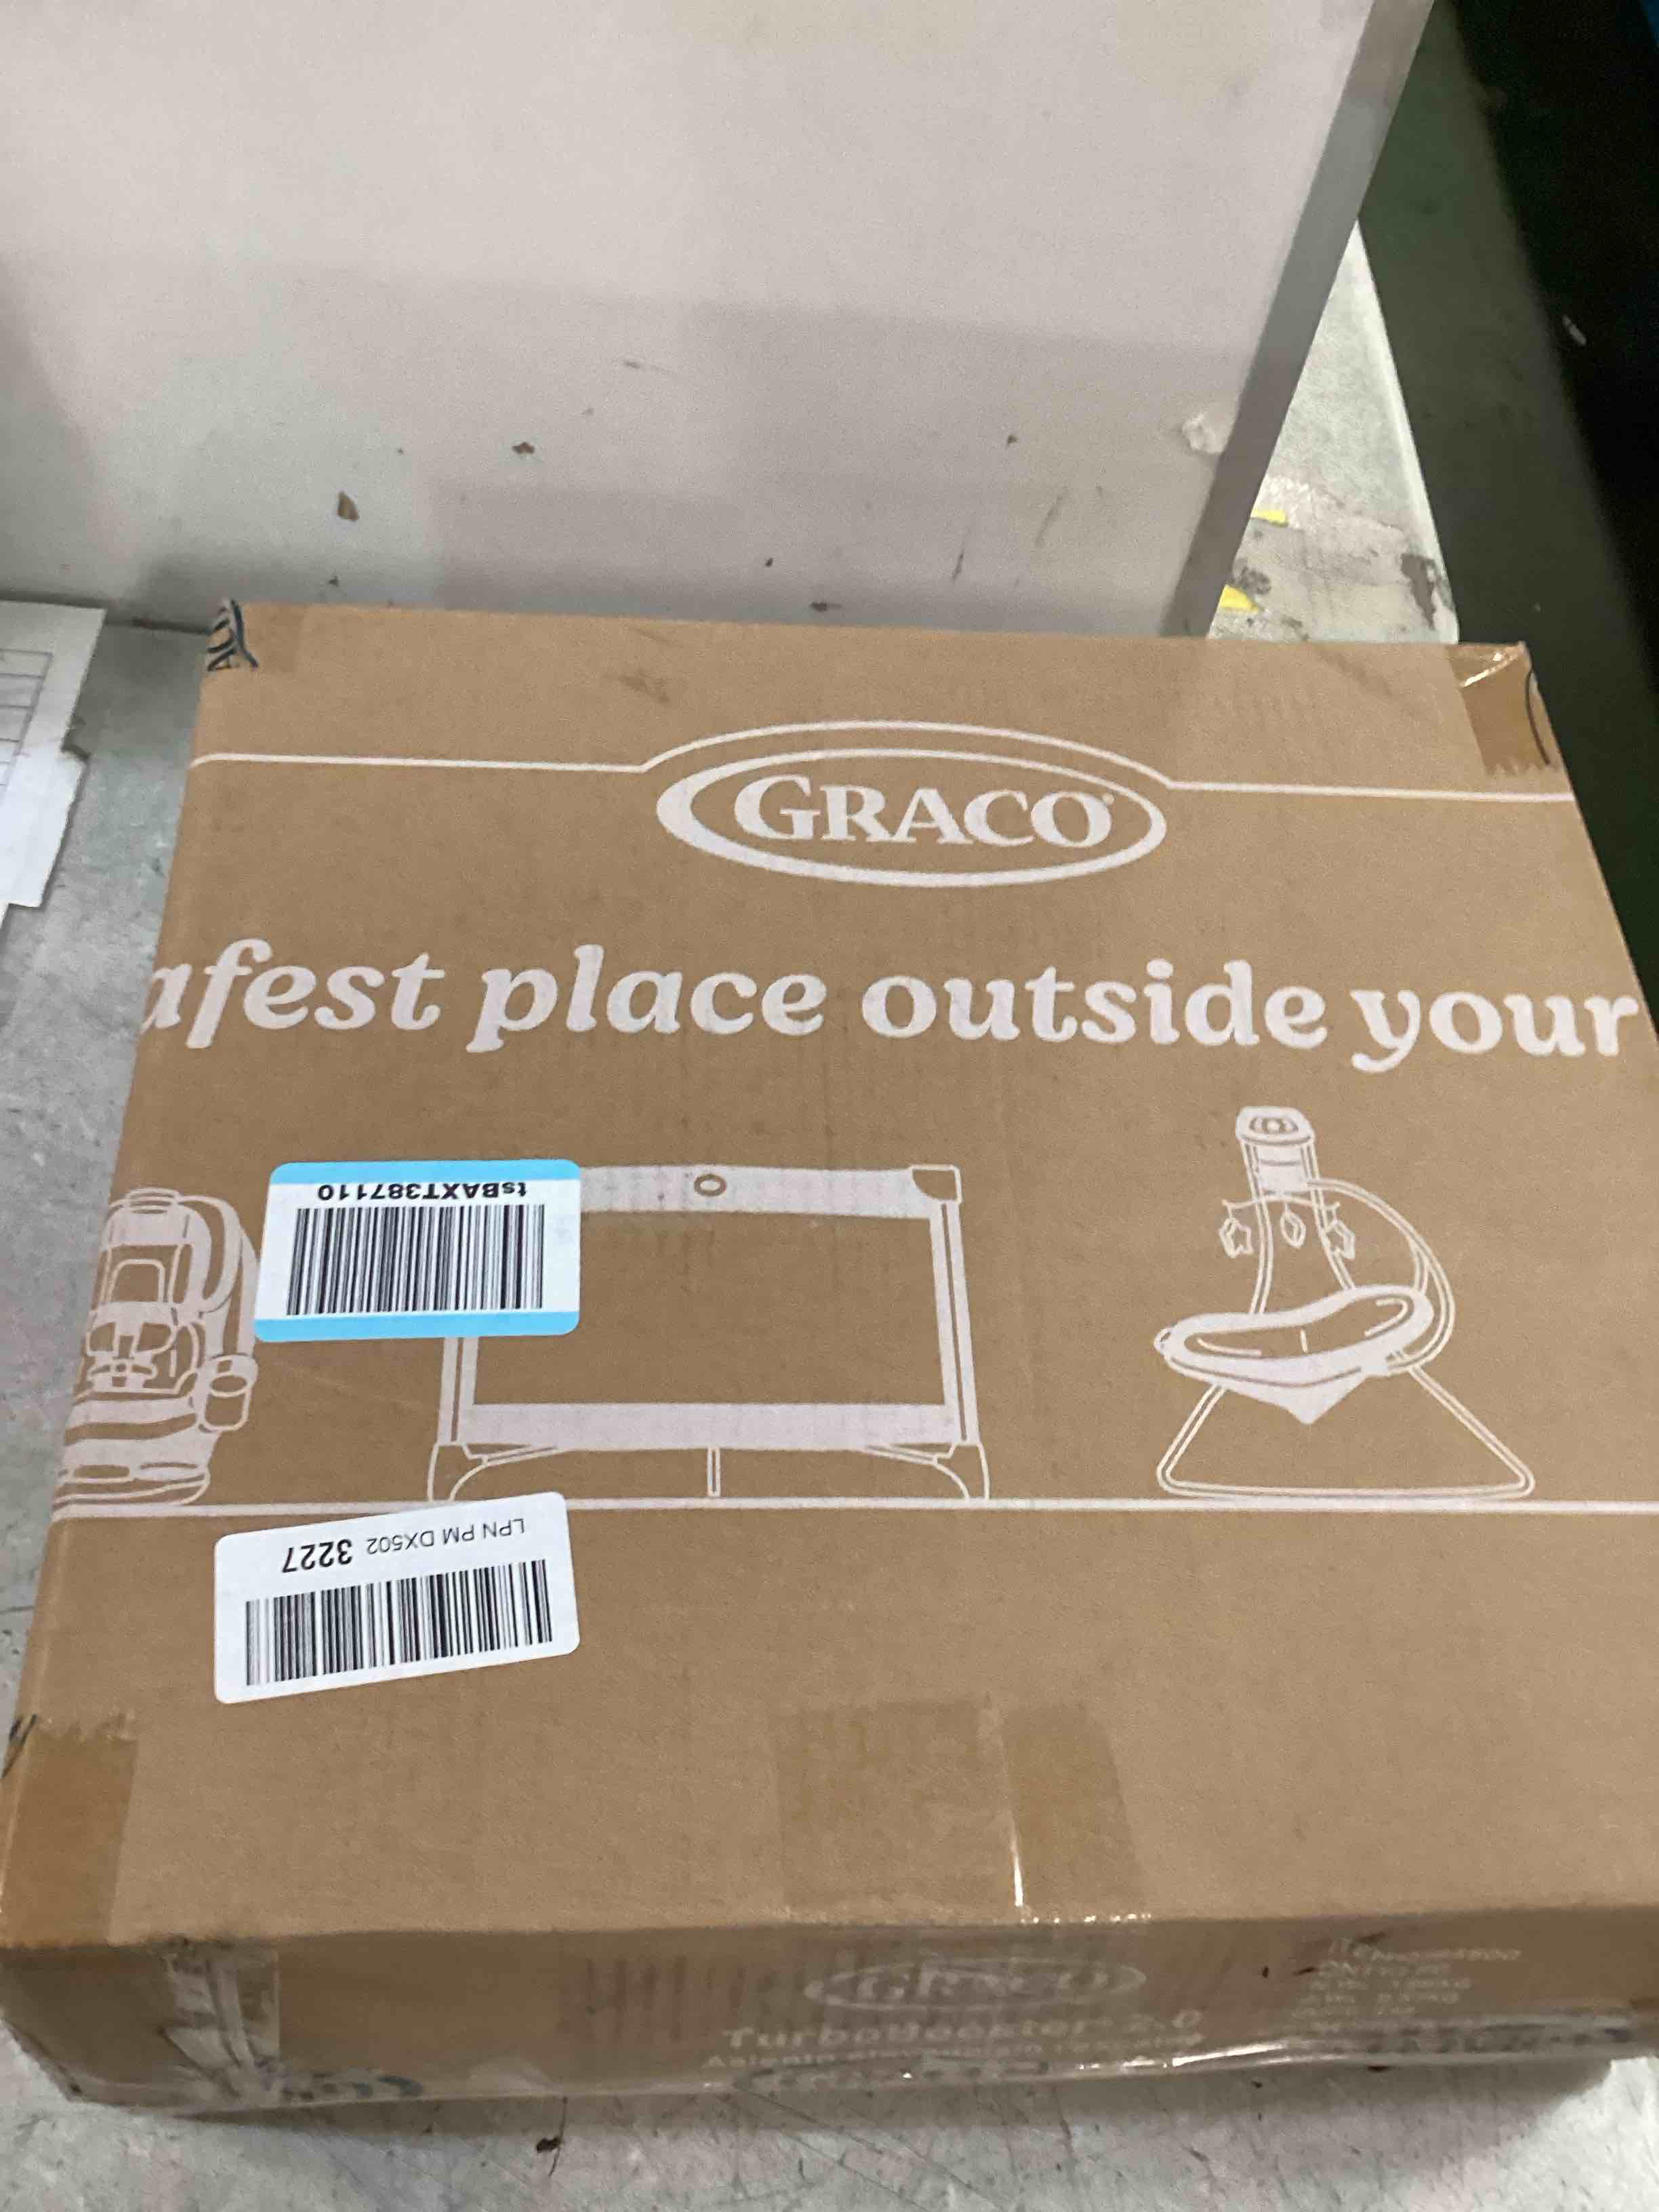 GRACO
afest place outside your
tsBAXT387110
LPN PM DX502 3227
GRACO
TurboBooster® 2.0